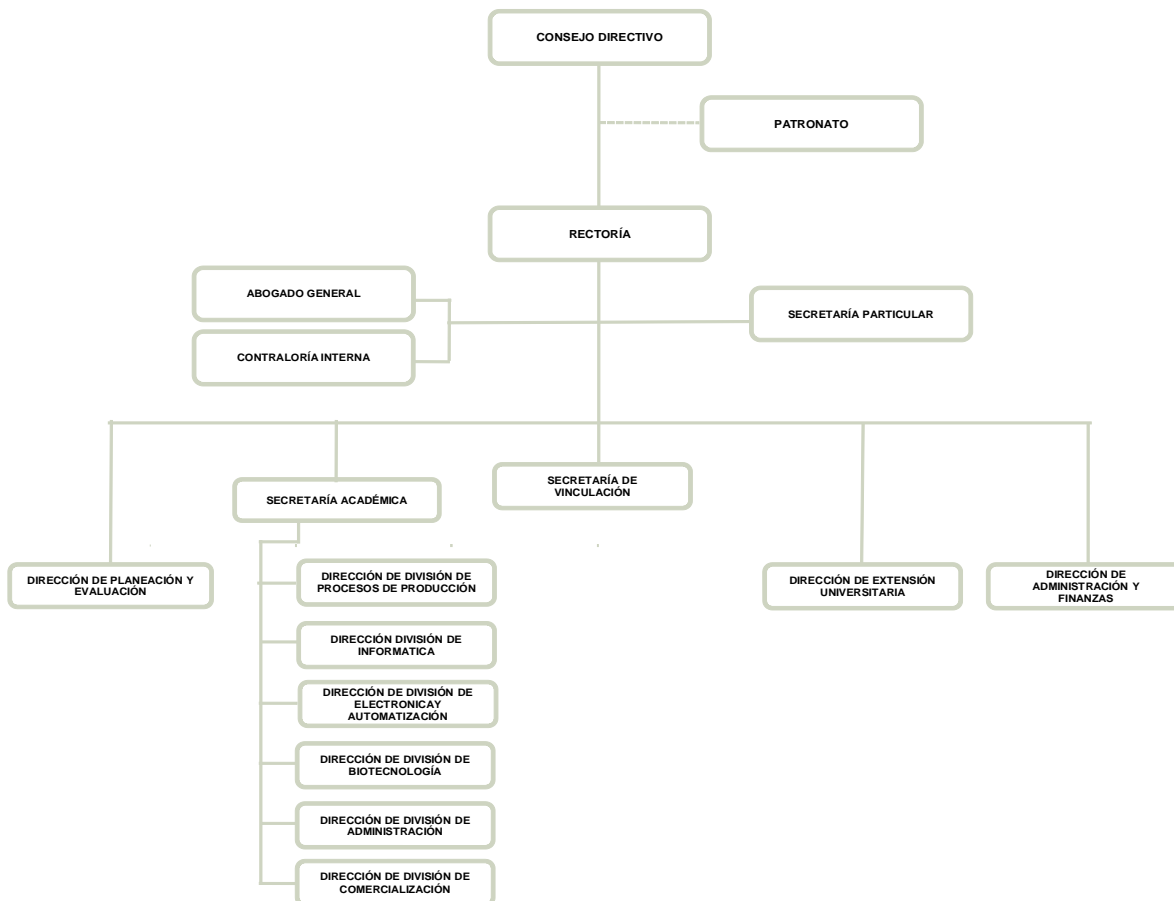 CONSEJO DIRECTIVO
PATRONATO
RECTORÍA
ABOGADO GENERAL
SECRETARÍA PARTICULAR
CONTRALORÍA INTERNA
SECRETARÍA ACADÉMICA
SECRETARÍA DE
VINCULACIÓN
DIRECCIÓN DE PLANEACIÓN Y
EVALUACIÓN
DIRECCIÓN DE EXTENSIÓN
UNIVERSITARIA
DIRECCIÓN DE
ADMINISTRACIÓN Y
FINANZAS
DIRECCIÓN DE DIVISIÓN DE
PROCESOS DE PRODUCCIÓN
DIRECCIÓN DIVISIÓN DE
INFORMATICA
DIRECCIÓN DE DIVISIÓN DE
ELECTRONICAY
AUTOMATIZACIÓN
DIRECCIÓN DE DIVISIÓN DE
BIOTECNOLOGÍA
DIRECCIÓN DE DIVISIÓN DE
ADMINISTRACIÓN
DIRECCIÓN DE DIVISIÓN DE
COMERCIALIZACIÓN